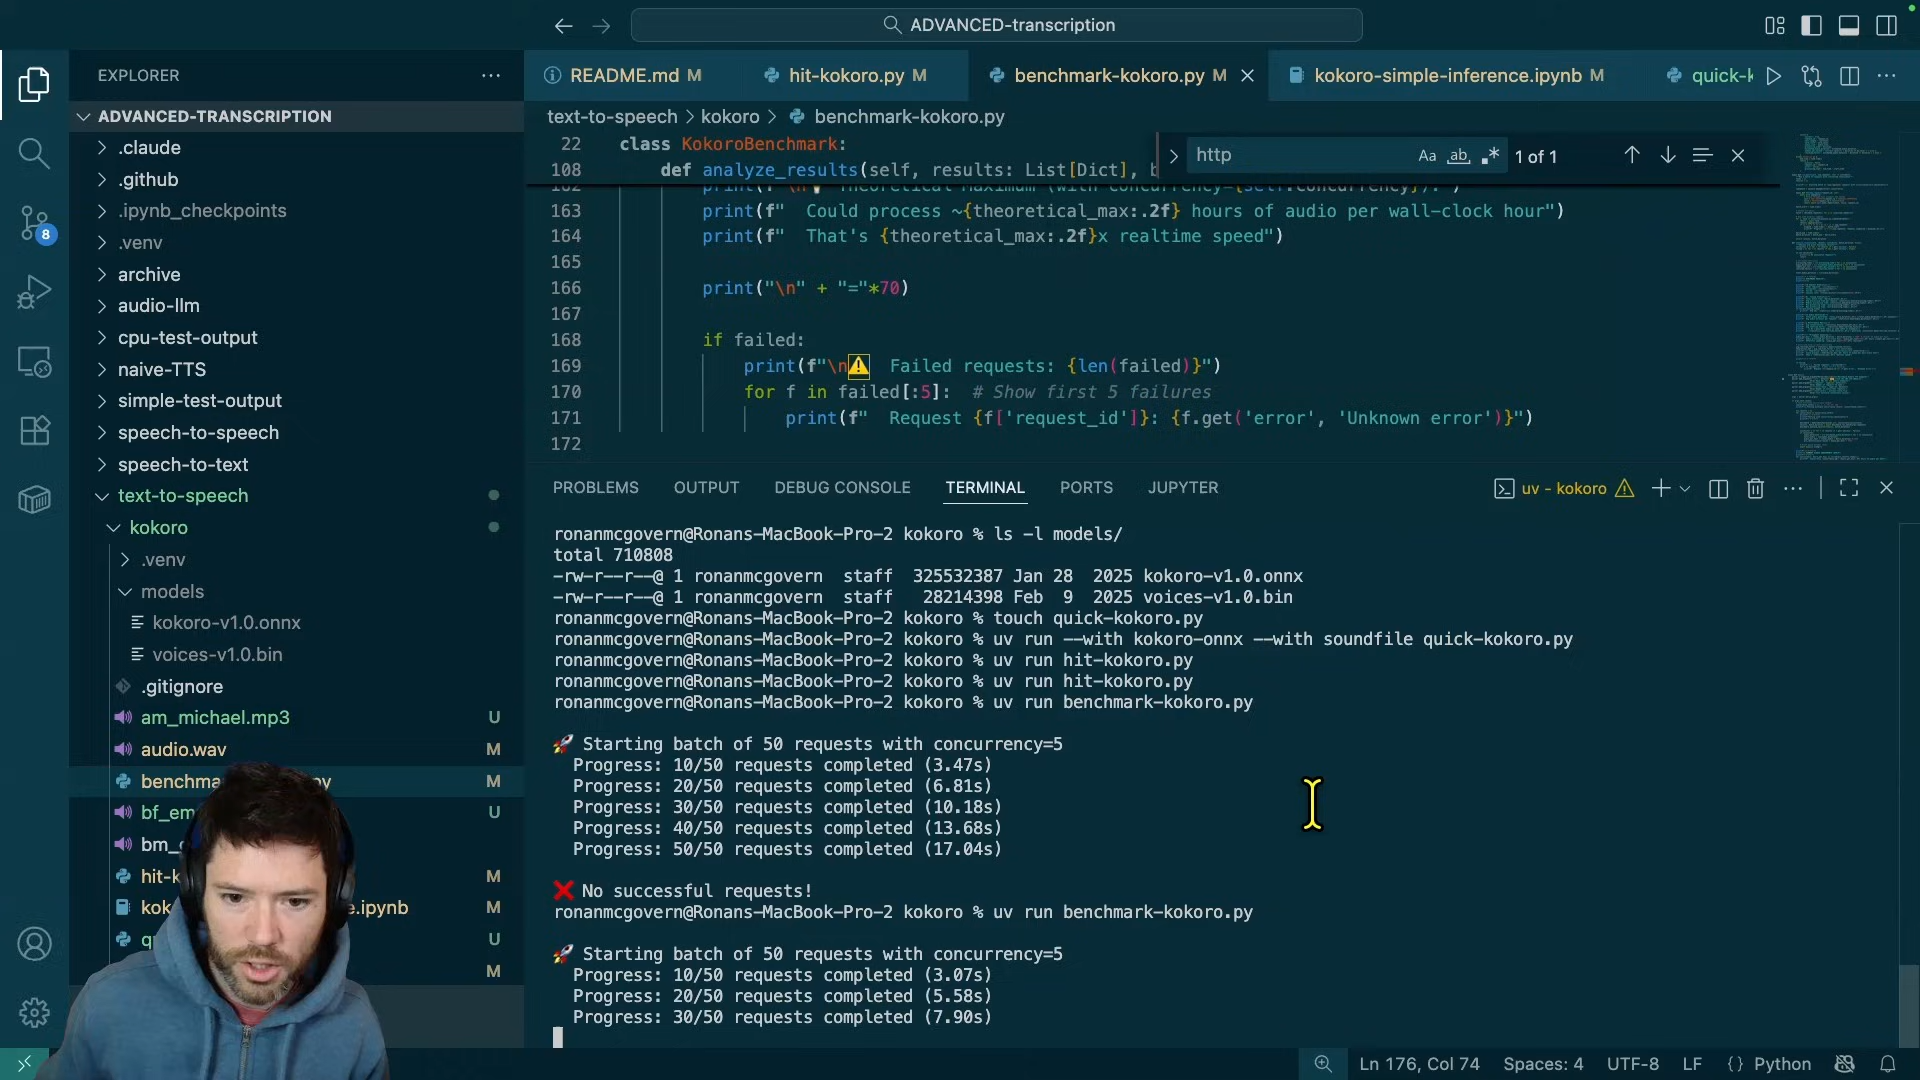 ADVANCED-transcription
EXPLORER
ADVANCED-TRANSCRIPTION
.claude
.github
.ipynb_checkpoints
.venv
archive
audio-llm
cpu-test-output
naive-TTS
simple-test-output
speech-to-speech
speech-to-text
text-to-speech
kokoro
.venv
models
kokoro-v1.0.onnx
voices-v1.0.bin
.gitignore
am_michael.mp3 U
audio.wav M
M
U
M
M
U
M
8
README.md M
hit-kokoro.py M
benchmark-kokoro.py M
kokoro-simple-inference.ipynb M
text-to-speech > kokoro > benchmark-kokoro.py
http
Aa ab
1 of 1
22 class KokoroBenchmark:
108 def analyze_results(self, results: List[Dict],
163 print(f"  Could process ~{theoretical_max:.2f} hours of audio per wall-clock hour")
164 print(f"  That's {theoretical_max:.2f}x realtime speed")
165
166 print("\n" + "="*70)
167
168 if failed:
169 print(f"\n⚠️  Failed requests: {len(failed)}")
170 for f in failed[:5]:  # Show first 5 failures
171 print(f"  Request {f['request_id']}: {f.get('error', 'Unknown error')}")
172
PROBLEMS OUTPUT DEBUG CONSOLE TERMINAL PORTS JUPYTER
uv - kokoro
ronanmcgovern@Ronans-MacBook-Pro-2 kokoro % ls -l models/
total 710808
-rw-r--r--@ 1 ronanmcgovern  staff  325532387 Jan 28  2025 kokoro-v1.0.onnx
-rw-r--r--@ 1 ronanmcgovern  staff   28214398 Feb  9  2025 voices-v1.0.bin
ronanmcgovern@Ronans-MacBook-Pro-2 kokoro % touch quick-kokoro.py
ronanmcgovern@Ronans-MacBook-Pro-2 kokoro % uv run --with kokoro-onnx --with soundfile quick-kokoro.py
ronanmcgovern@Ronans-MacBook-Pro-2 kokoro % uv run hit-kokoro.py
ronanmcgovern@Ronans-MacBook-Pro-2 kokoro % uv run hit-kokoro.py
ronanmcgovern@Ronans-MacBook-Pro-2 kokoro % uv run benchmark-kokoro.py
🚀 Starting batch of 50 requests with concurrency=5
Progress: 10/50 requests completed (3.47s)
Progress: 20/50 requests completed (6.81s)
Progress: 30/50 requests completed (10.18s)
Progress: 40/50 requests completed (13.68s)
Progress: 50/50 requests completed (17.04s)
❌ No successful requests!
ronanmcgovern@Ronans-MacBook-Pro-2 kokoro % uv run benchmark-kokoro.py
🚀 Starting batch of 50 requests with concurrency=5
Progress: 10/50 requests completed (3.07s)
Progress: 20/50 requests completed (5.58s)
Progress: 30/50 requests completed (7.90s)
Ln 176, Col 74 Spaces: 4 UTF-8 LF {} Python